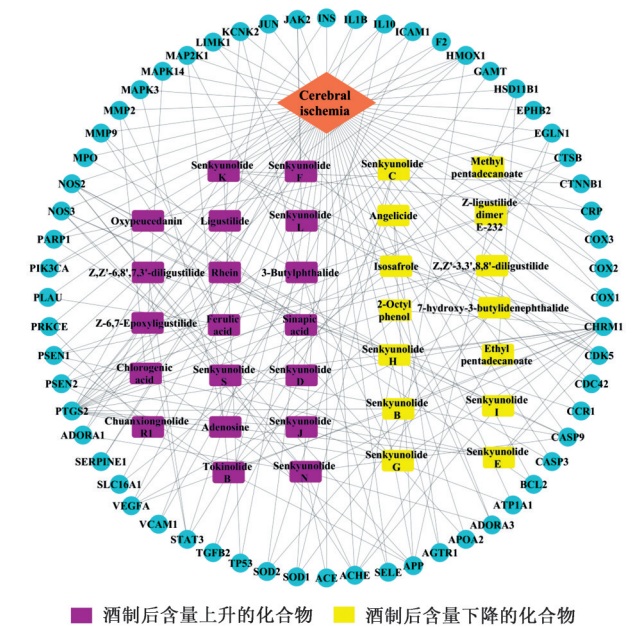 INS
IL1B
IL10
ICAM1
F2
HMOX1
GAMT
HSD11B1
EPHB2
EGLN1
CTSB
CTNNB1
CRP
COX3
COX2
COX1
CHRM1
CDK5
CDC42
CCR1
CASP9
CASP3
BCL2
ATP1A1
ADORA3
APOA2
AGTR1
APP
SELE
ACHE
ACE
SOD1
SOD2
TP53
TGFB2
STAT3
VCAM1
VEGFA
SLC16A1
SERPINE1
ADORA1
PTGS2
PSEN2
PSEN1
PRKCE
PLAU
PIK3CA
PARP1
NOS3
NOS2
MPO
MMP9
MMP2
MAPK3
MAPK14
MAP2K1
LIMK1
KCNK2
JUN
JAK2
Cerebral
ischemia
Senkyunolide
K
Senkyunolide
F
Senkyunolide
C
Methyl
pentadecanoate
Oxypeucedanin
Ligustilide
Senkyunolide
L
Angelicide
Z-ligustilide
dimer
E-232
Z,Z'-6,8',7,3'-diligustilide
Rhein
3-Butylphthalide
Isosafrole
Z,Z'-3,3',8,8'-diligustilide
Z-6,7-Epoxyligustilide
Ferulic
acid
Sinapic
acid
2-Octyl
phenol
7-hydroxy-3-butylidenephthalide
Chlorogenic
acid
Senkyunolide
S
Senkyunolide
D
Senkyunolide
H
Ethyl
pentadecanoate
Chuanxiongnolide
R1
Adenosine
Senkyunolide
J
Senkyunolide
B
Senkyunolide
I
Tokinolide
B
Senkyunolide
N
Senkyunolide
G
Senkyunolide
E
酒制后含量上升的化合物
酒制后含量下降的化合物